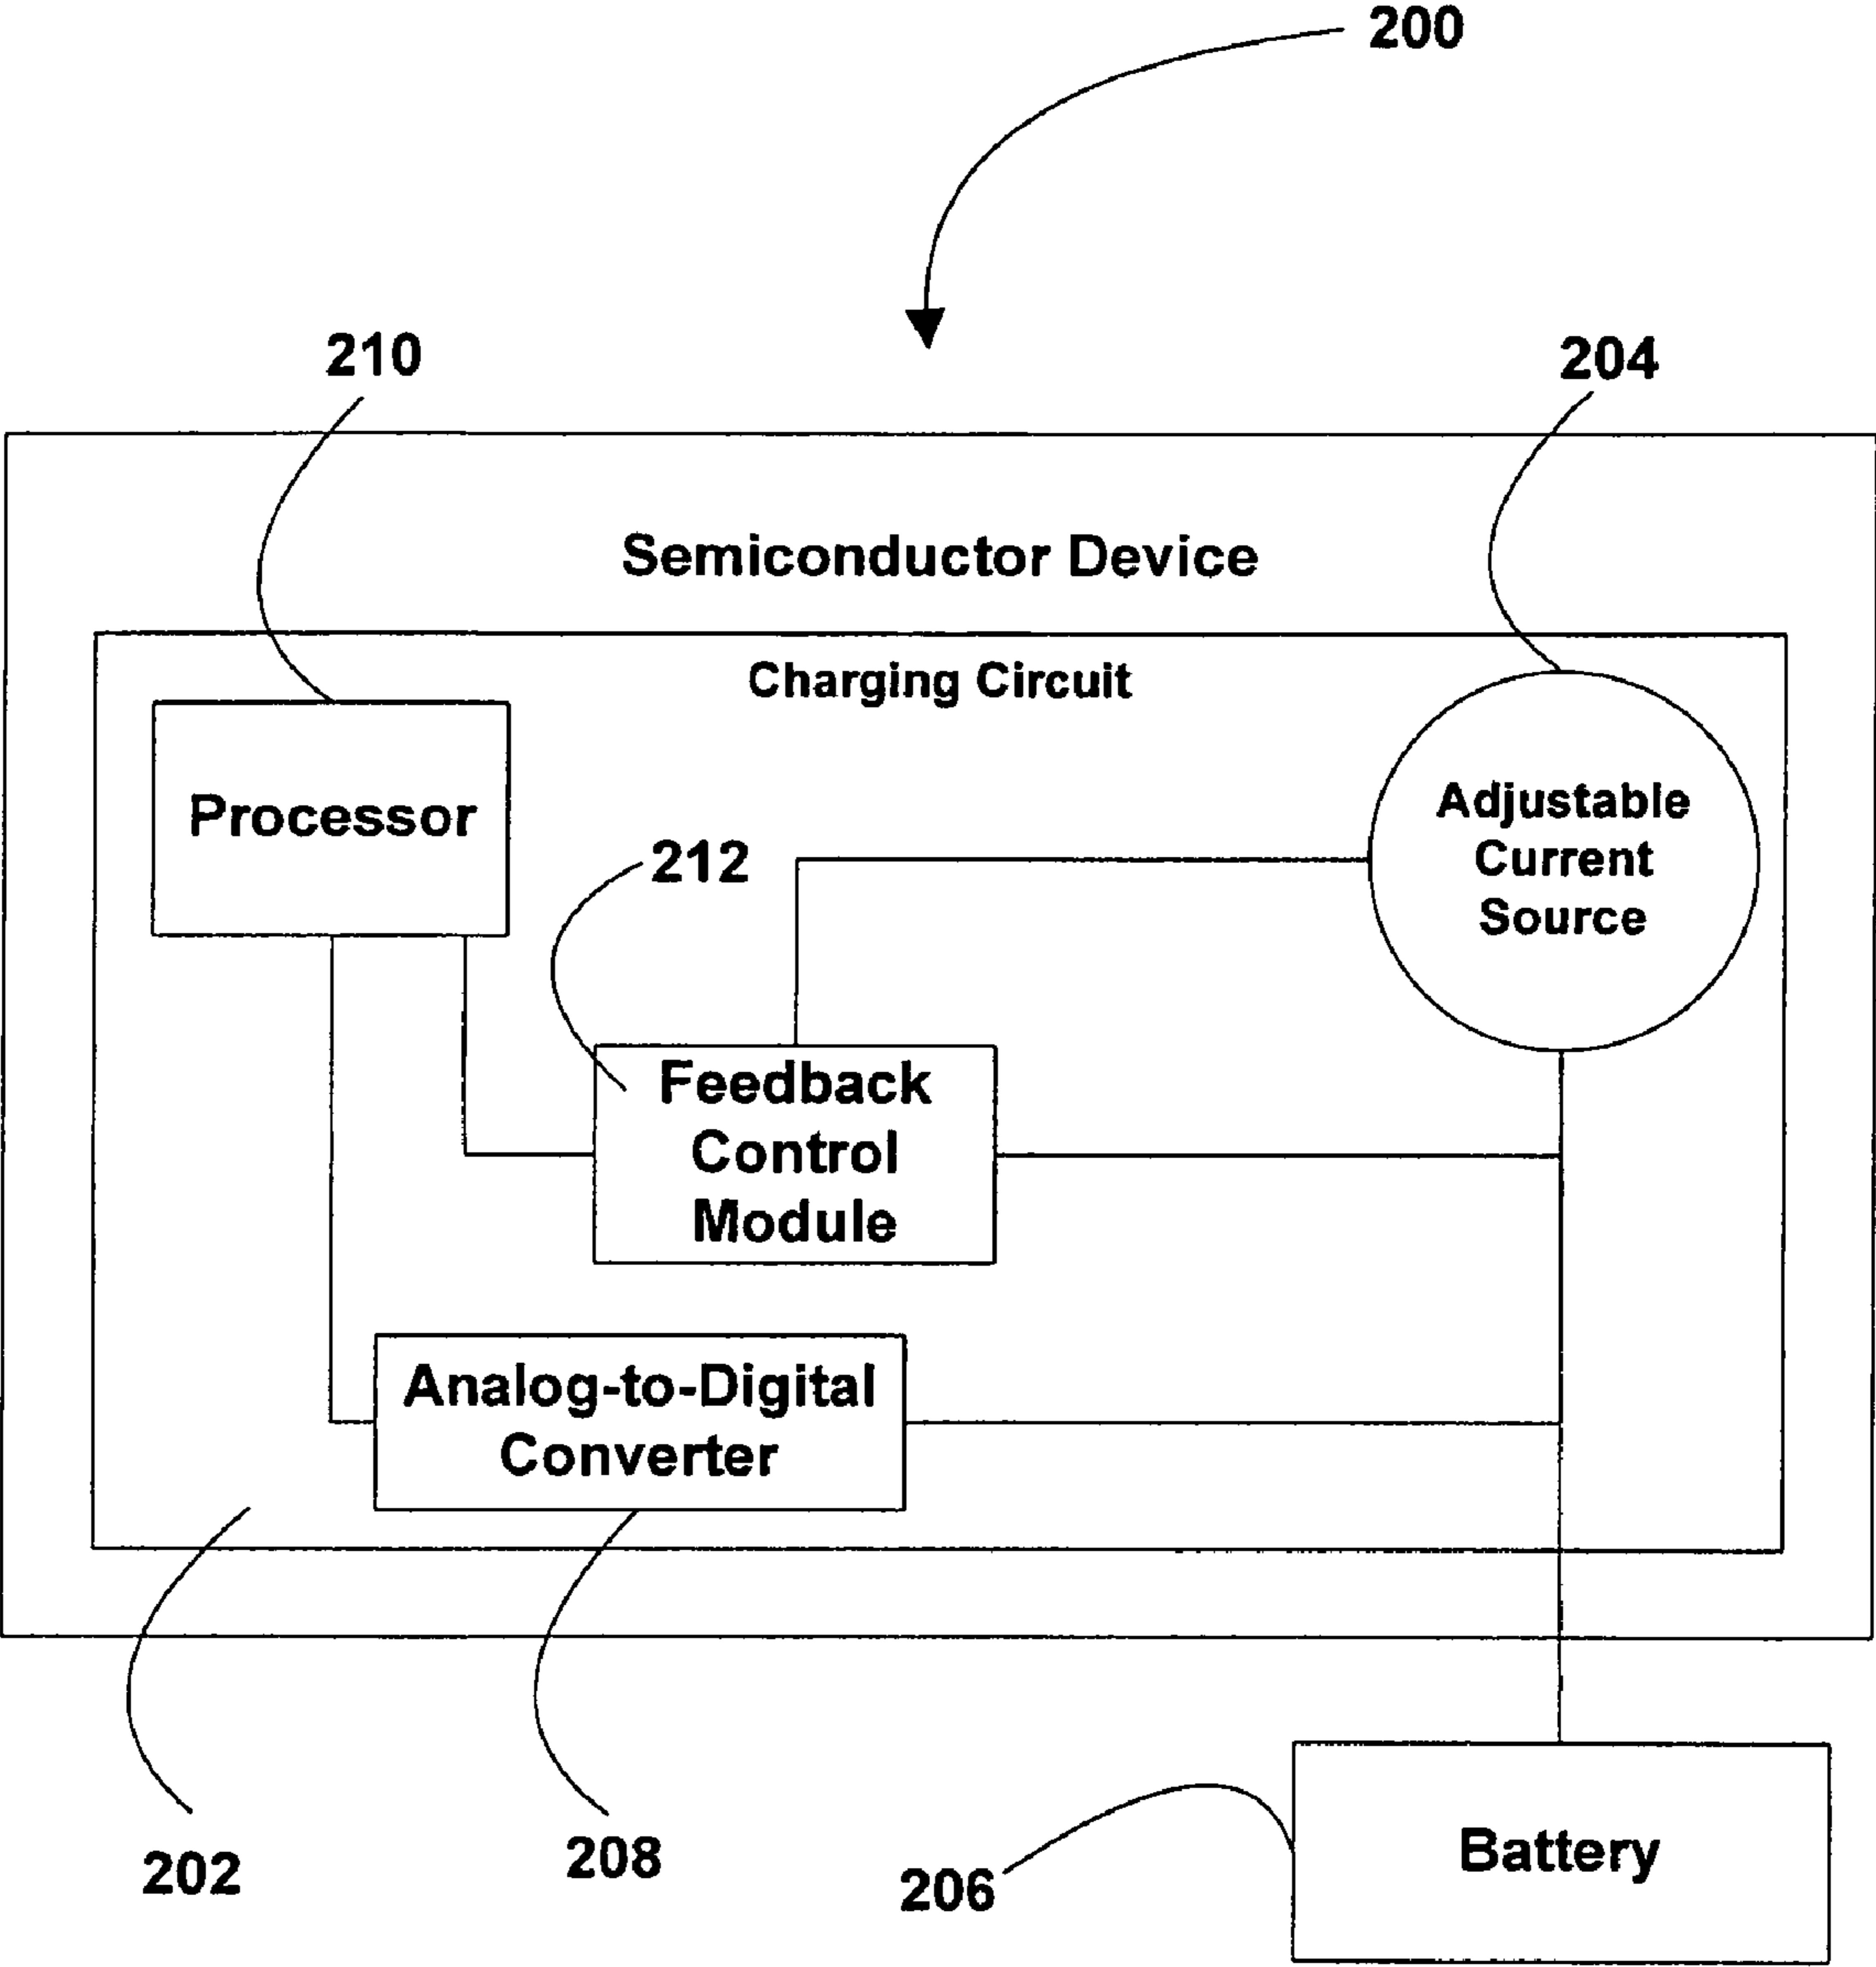 200
210
204
Semiconductor Device
Charging Circuit
Processor
Adjustable
Current
Source
212
Feedback
Control
Module
Analog-to-Digital
Converter
202
208
206
Battery